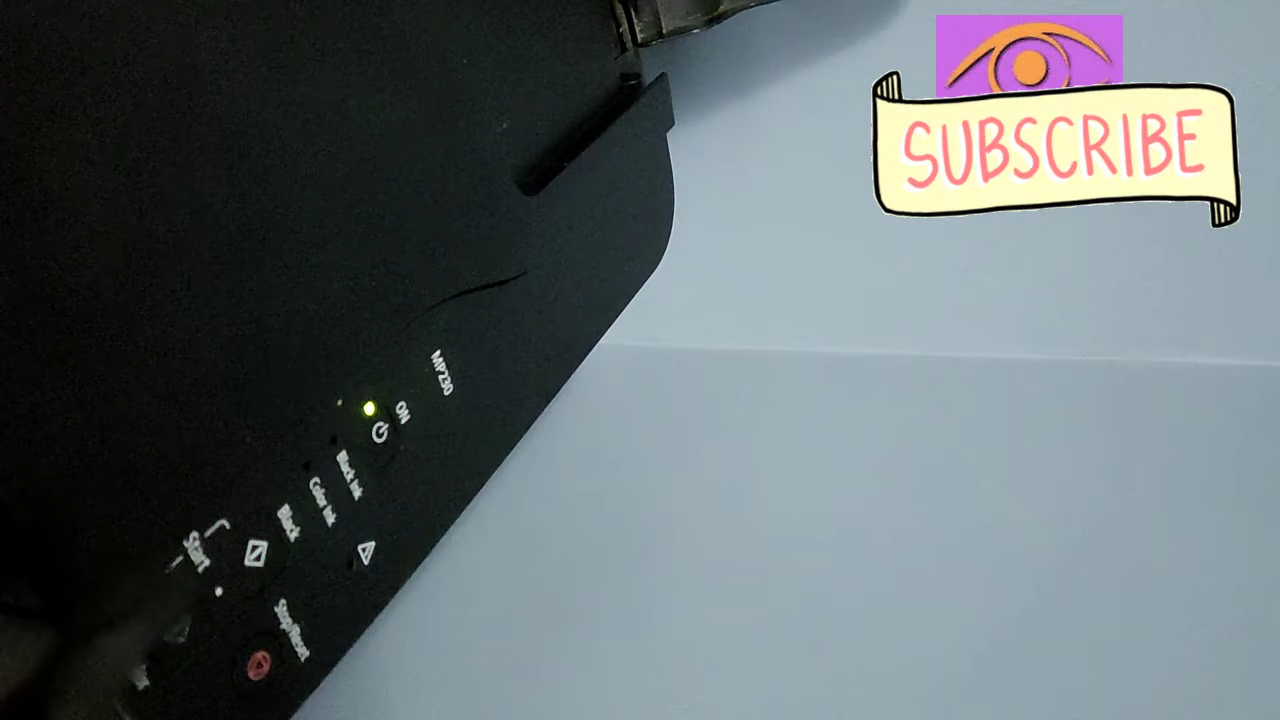 SUBSCRIBE
MP230
ON
Black Ink
Color Ink
Black
Start
Stop/Reset